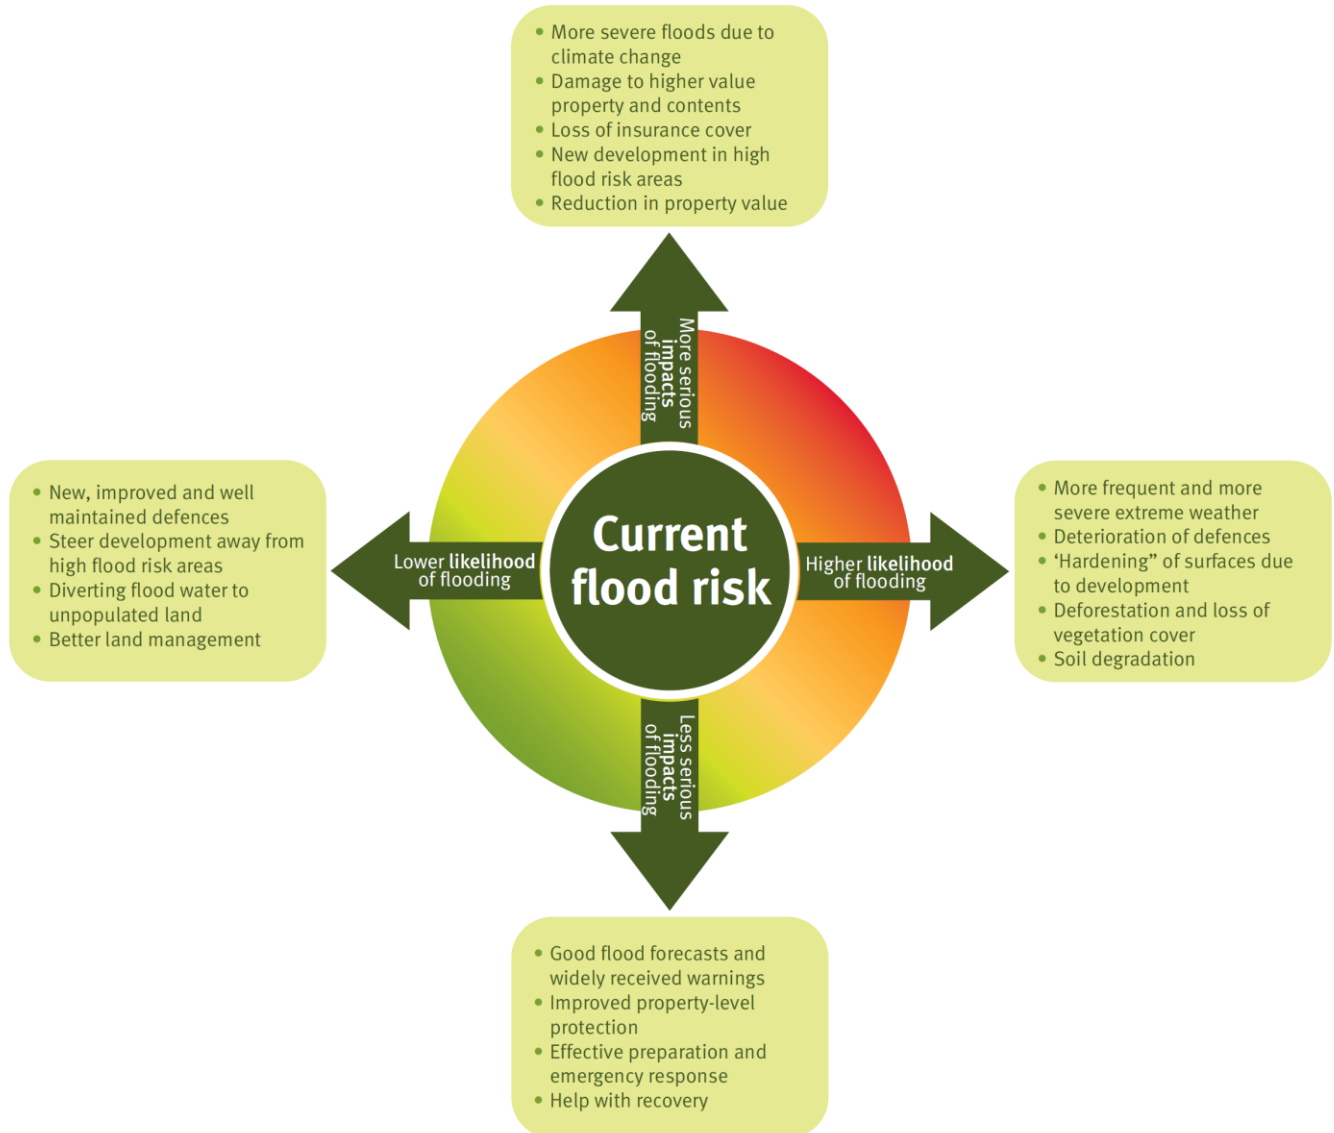 • More severe floods due to
climate change
• Damage to higher value
property and contents
• Loss of insurance cover
• New development in high
flood risk areas
• Reduction in property value
More serious
impacts
of flooding
• New, improved and well
maintained defences
• Steer development away from
high flood risk areas
• Diverting flood water to
unpopulated land
• Better land management
Lower likelihood
of flooding
Current
flood risk
Higher likelihood
of flooding
• More frequent and more
severe extreme weather
• Deterioration of defences
• ‘Hardening” of surfaces due
to development
• Deforestation and loss of
vegetation cover
• Soil degradation
Less serious
impacts
of flooding
• Good flood forecasts and
widely received warnings
• Improved property-level
protection
• Effective preparation and
emergency response
• Help with recovery